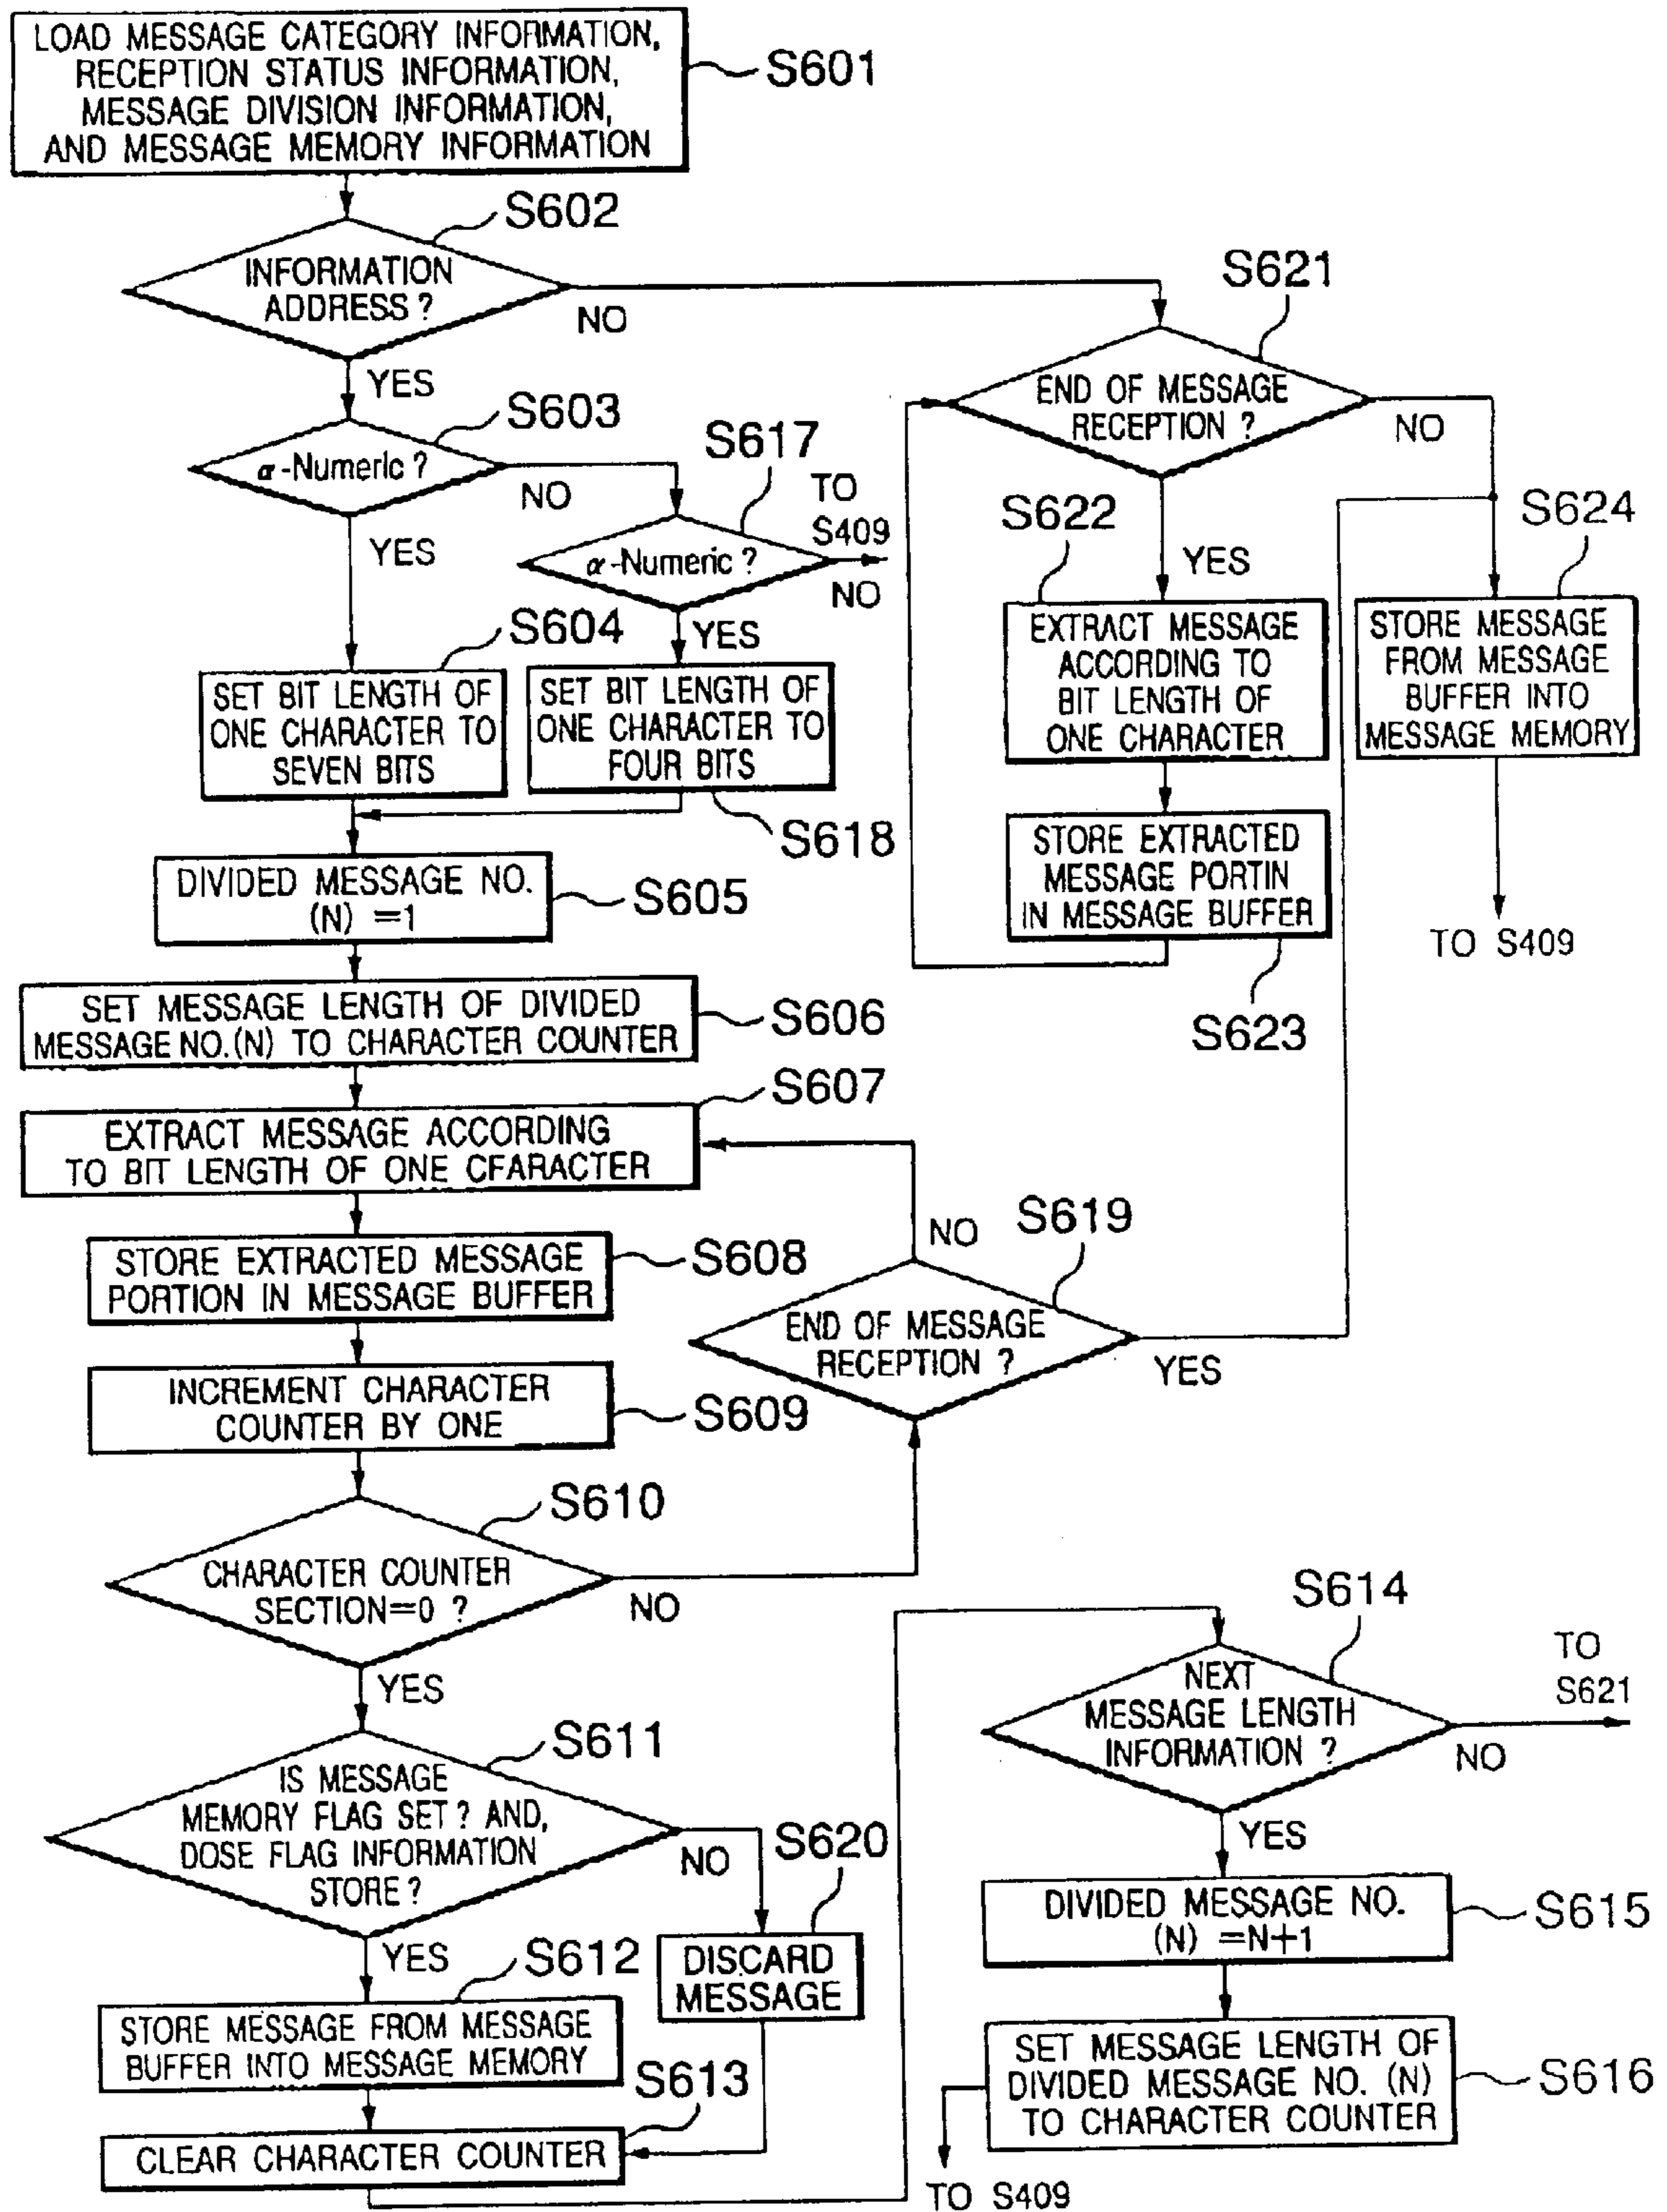 LOAD MESSAGE CATEGORY INFORMATION,
RECEPTION STATUS INFORMATION,
MESSAGE DIVISION INFORMATION,
AND MESSAGE MEMORY INFORMATION
S601
S602
INFORMATION
ADDRESS ?
NO
YES
S603
α-Numeric ?
NO
YES
S617
TO
S409
α-Numeric ?
NO
YES
S604
SET BIT LENGTH OF
ONE CHARACTER TO
SEVEN BITS
SET BIT LENGTH OF
ONE CHARACTER TO
FOUR BITS
S618
DIVIDED MESSAGE NO.
(N) =1
S605
SET MESSAGE LENGTH OF DIVIDED
MESSAGE NO.(N) TO CHARACTER COUNTER
S606
S607
EXTRACT MESSAGE ACCORDING
TO BIT LENGTH OF ONE CFARACTER
STORE EXTRACTED MESSAGE
PORTION IN MESSAGE BUFFER
S608
INCREMENT CHARACTER
COUNTER BY ONE
S609
S610
CHARACTER COUNTER
SECTION=0 ?
NO
YES
S611
IS MESSAGE
MEMORY FLAG SET ? AND,
DOSE FLAG INFORMATION
STORE ?
NO
YES
S620
DISCARD
MESSAGE
S612
STORE MESSAGE FROM MESSAGE
BUFFER INTO MESSAGE MEMORY
S613
CLEAR CHARACTER COUNTER
S621
END OF MESSAGE
RECEPTION ?
NO
YES
S622
EXTRACT MESSAGE
ACCORDING TO
BIT LENGTH OF
ONE CHARACTER
S624
STORE MESSAGE
FROM MESSAGE
BUFFER INTO
MESSAGE MEMORY
TO S409
STORE EXTRACTED
MESSAGE PORTIN
IN MESSAGE BUFFER
S623
S619
NO
END OF MESSAGE
RECEPTION ?
YES
S614
NEXT
MESSAGE LENGTH
INFORMATION ?
TO
S621
NO
YES
DIVIDED MESSAGE NO.
(N) =N+1
S615
SET MESSAGE LENGTH OF
DIVIDED MESSAGE NO. (N)
TO CHARACTER COUNTER
S616
TO S409